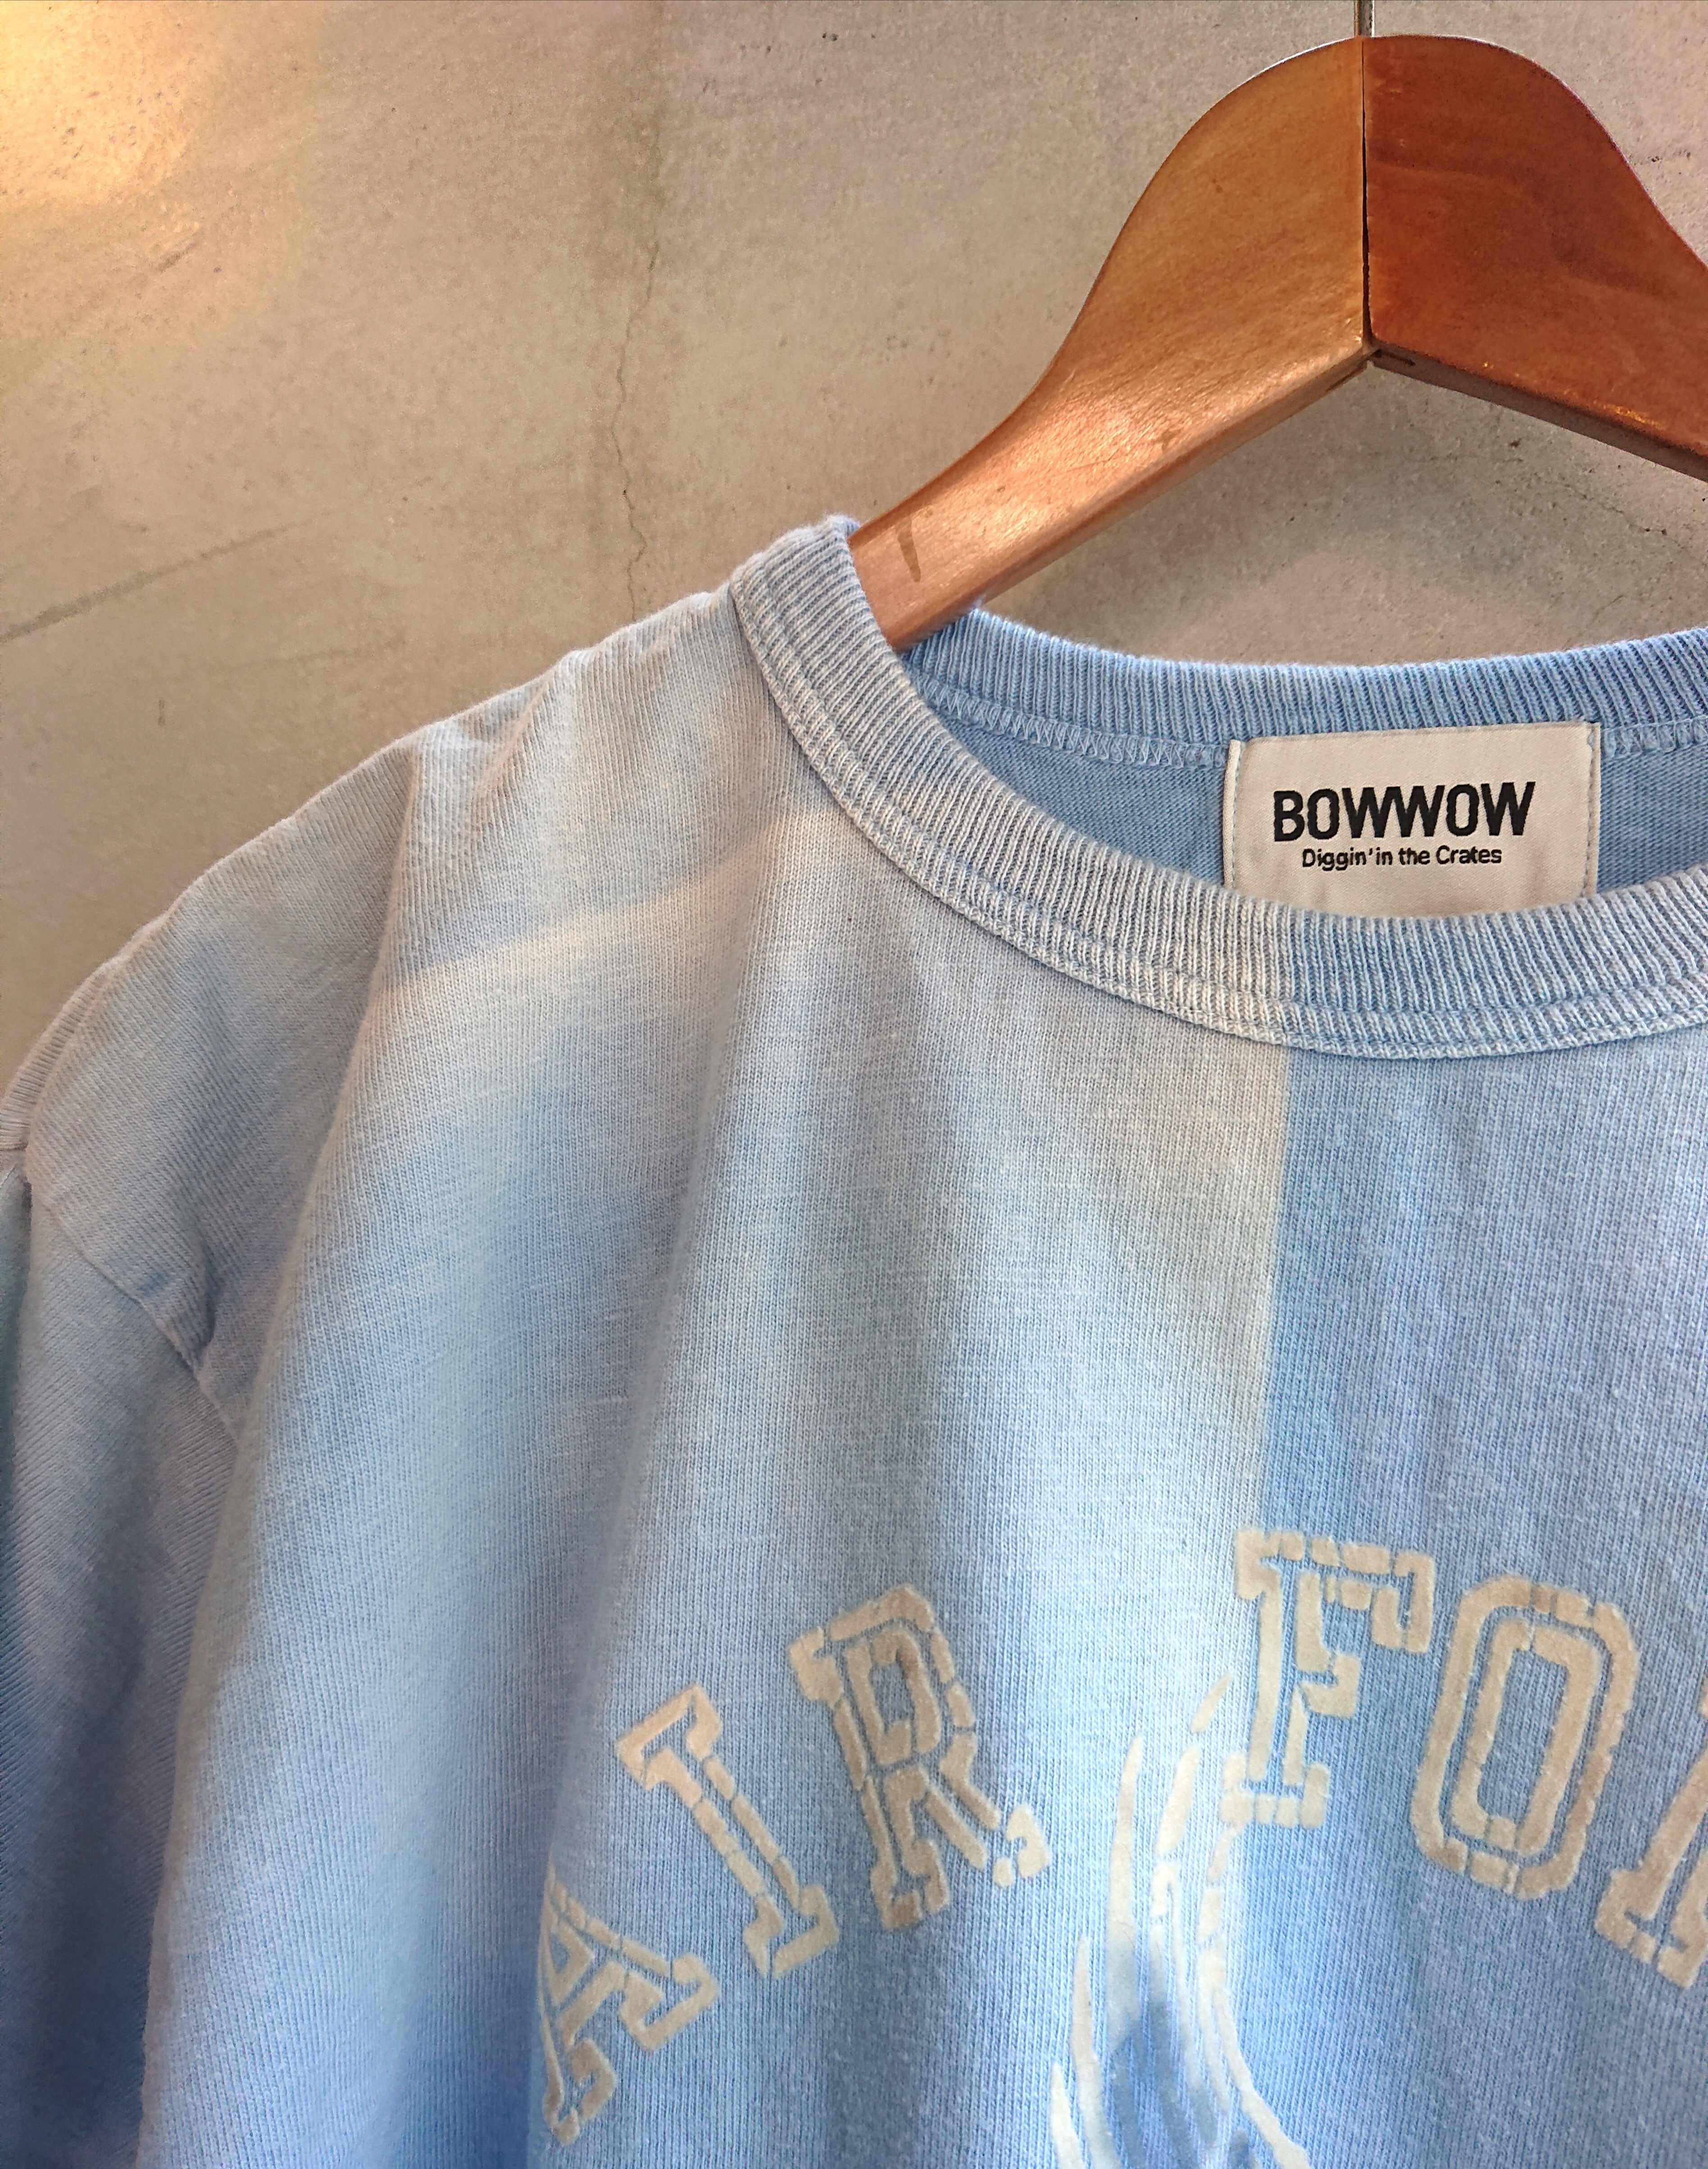 BOWWOW
Diggin' in the Crates
AIR FO